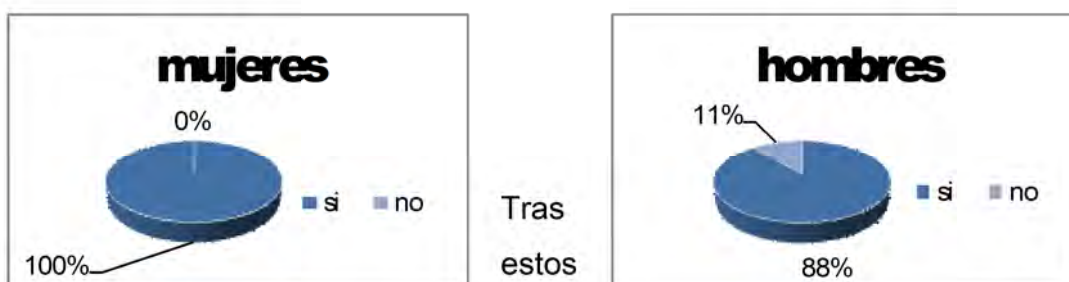 mujeres
0%
si no
100%
Tras
estos
hombres
11%
si no
88%